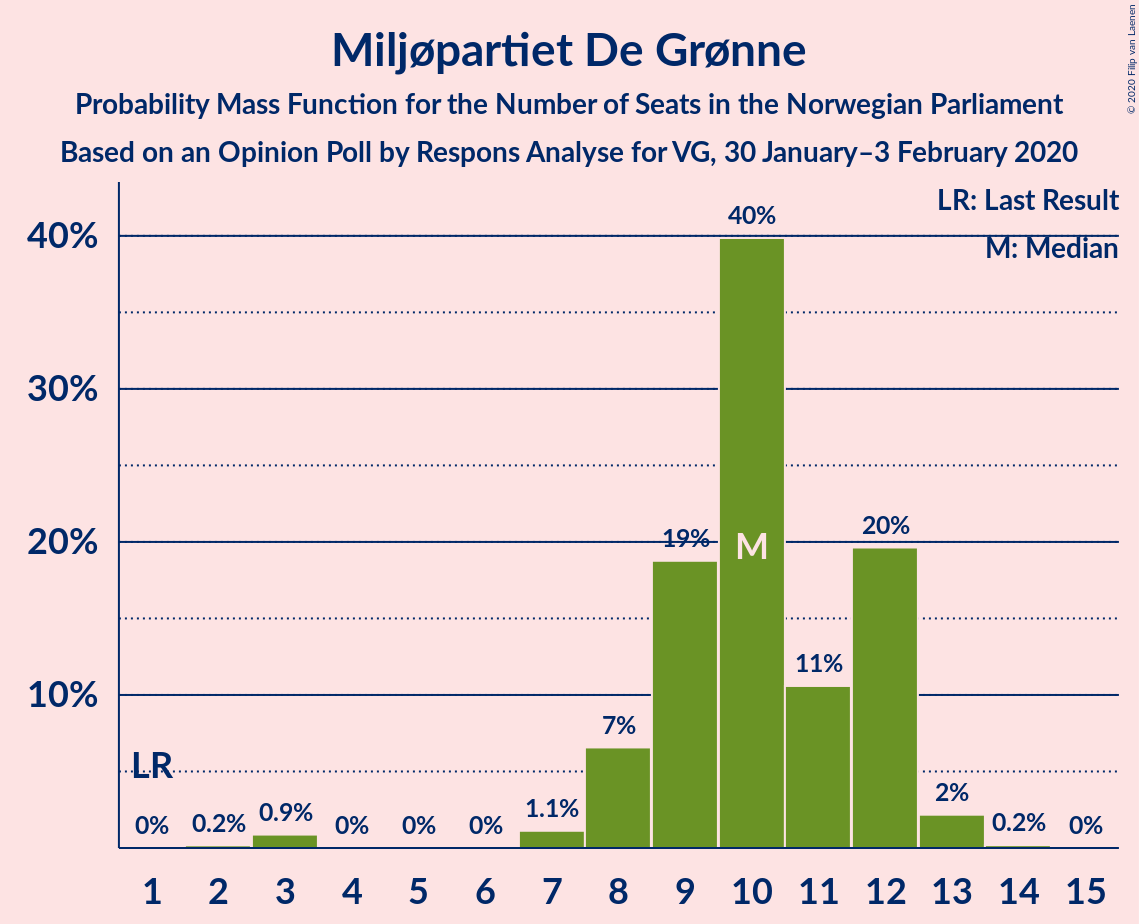 Miljøpartiet De Grønne
Probability Mass Function for the Number of Seats in the Norwegian Parliament
Based on an Opinion Poll by Respons Analyse for VG, 30 January–3 February 2020
© 2020 Filip van Laenen
LR: Last Result
M: Median
40%
30%
20%
10%
LR
M
0%
0.2%
0.9%
0%
0%
0%
1.1%
7%
19%
40%
11%
20%
2%
0.2%
0%
1 2 3 4 5 6 7 8 9 10 11 12 13 14 15